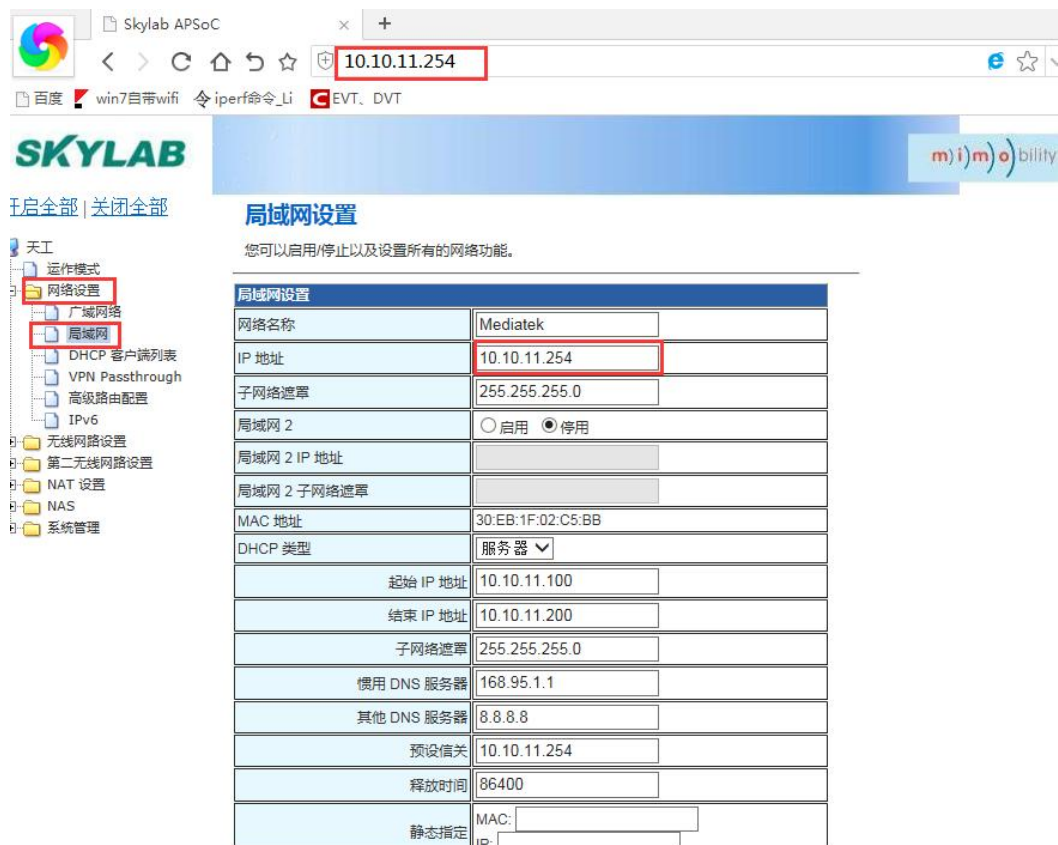 Skylab APSoC
10.10.11.254
百度 win7自带wifi iperf命令_Li EVT、DVT
SKYLAB
m)i)m)o)bility
开启全部 | 关闭全部
局域网设置
您可以启用/停止以及设置所有的网络功能。
天工
运作模式
网络设置
广域网络
局域网
DHCP 客户端列表
VPN Passthrough
高级路由配置
IPv6
无线网路设置
第二无线网路设置
NAT 设置
NAS
系统管理
局域网设置
网络名称 Mediatek
IP 地址 10.10.11.254
子网络遮罩 255.255.255.0
局域网 2 启用 停用
局域网 2 IP 地址
局域网 2 子网络遮罩
MAC 地址 30:EB:1F:02:C5:BB
DHCP 类型 服务器
起始 IP 地址 10.10.11.100
结束 IP 地址 10.10.11.200
子网络遮罩 255.255.255.0
惯用 DNS 服务器 168.95.1.1
其他 DNS 服务器 8.8.8.8
预设信关 10.10.11.254
释放时间 86400
静态指定 MAC:
IP: